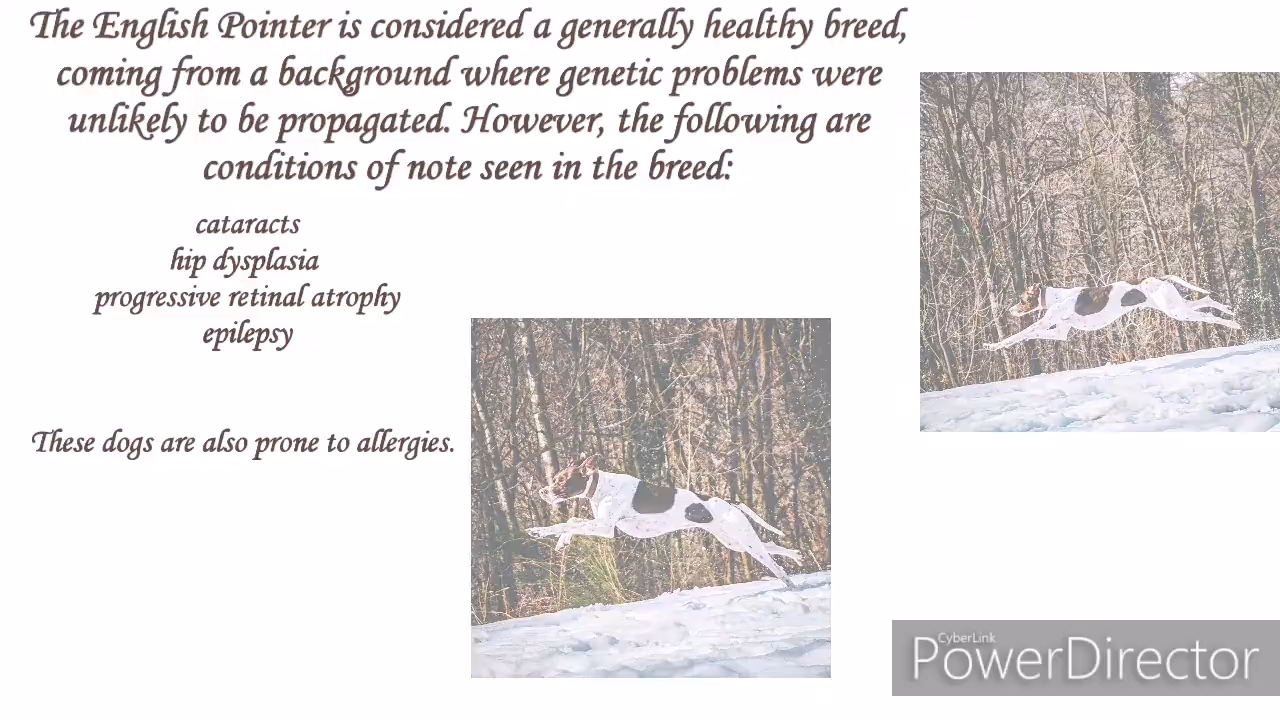 The English Pointer is considered a generally healthy breed,
coming from a background where genetic problems were
unlikely to be propagated. However, the following are
conditions of note seen in the breed:
cataracts
hip dysplasia
progressive retinal atrophy
epilepsy
These dogs are also prone to allergies.
CyberLink
PowerDirector